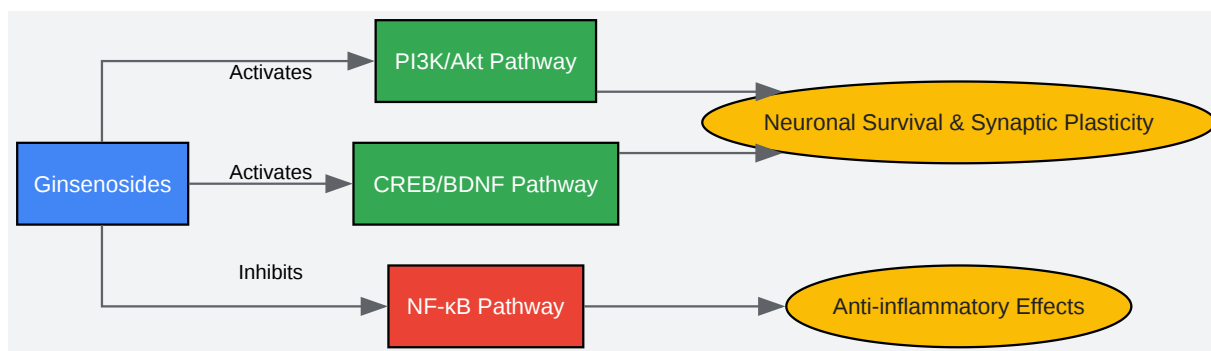 Activates
PI3K/Akt Pathway
Neuronal Survival & Synaptic Plasticity
Ginsenosides
Activates
CREB/BDNF Pathway
Inhibits
NF-κB Pathway
Anti-inflammatory Effects